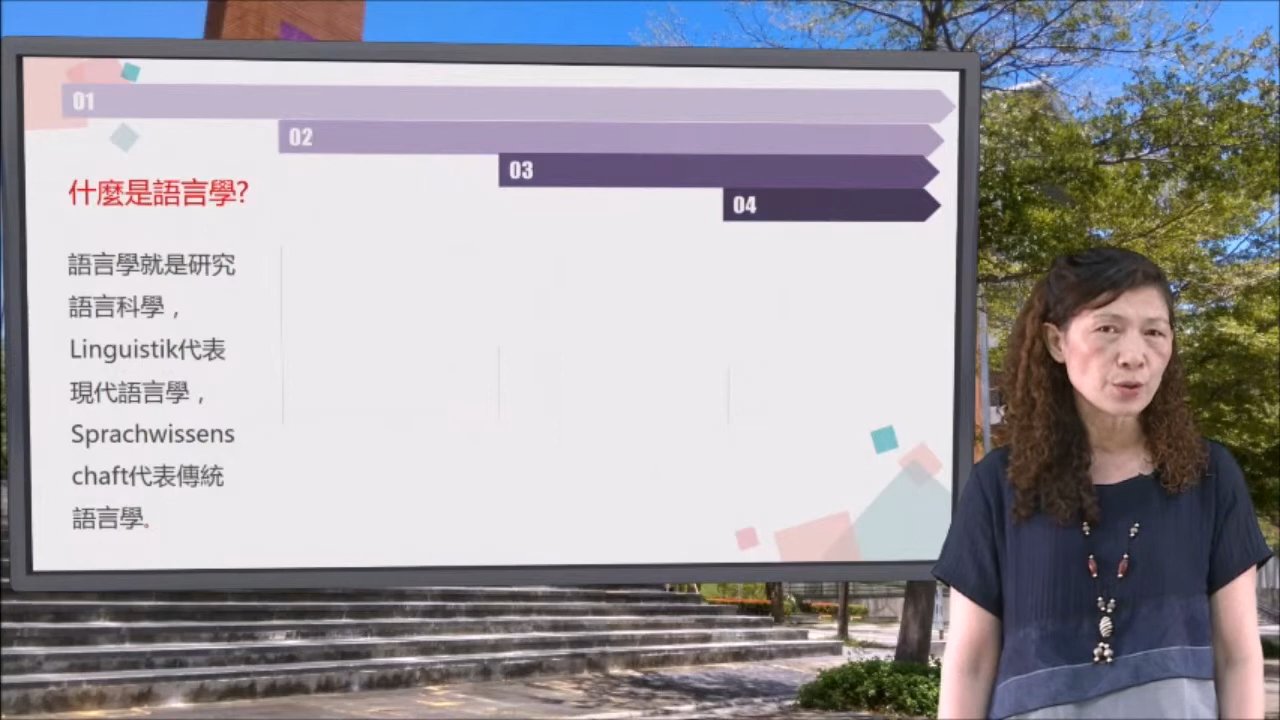 01
02
03
04
什麼是語言學?
語言學就是研究
語言科學，
Linguistik代表
現代語言學，
Sprachwissens
chaft代表傳統
語言學。